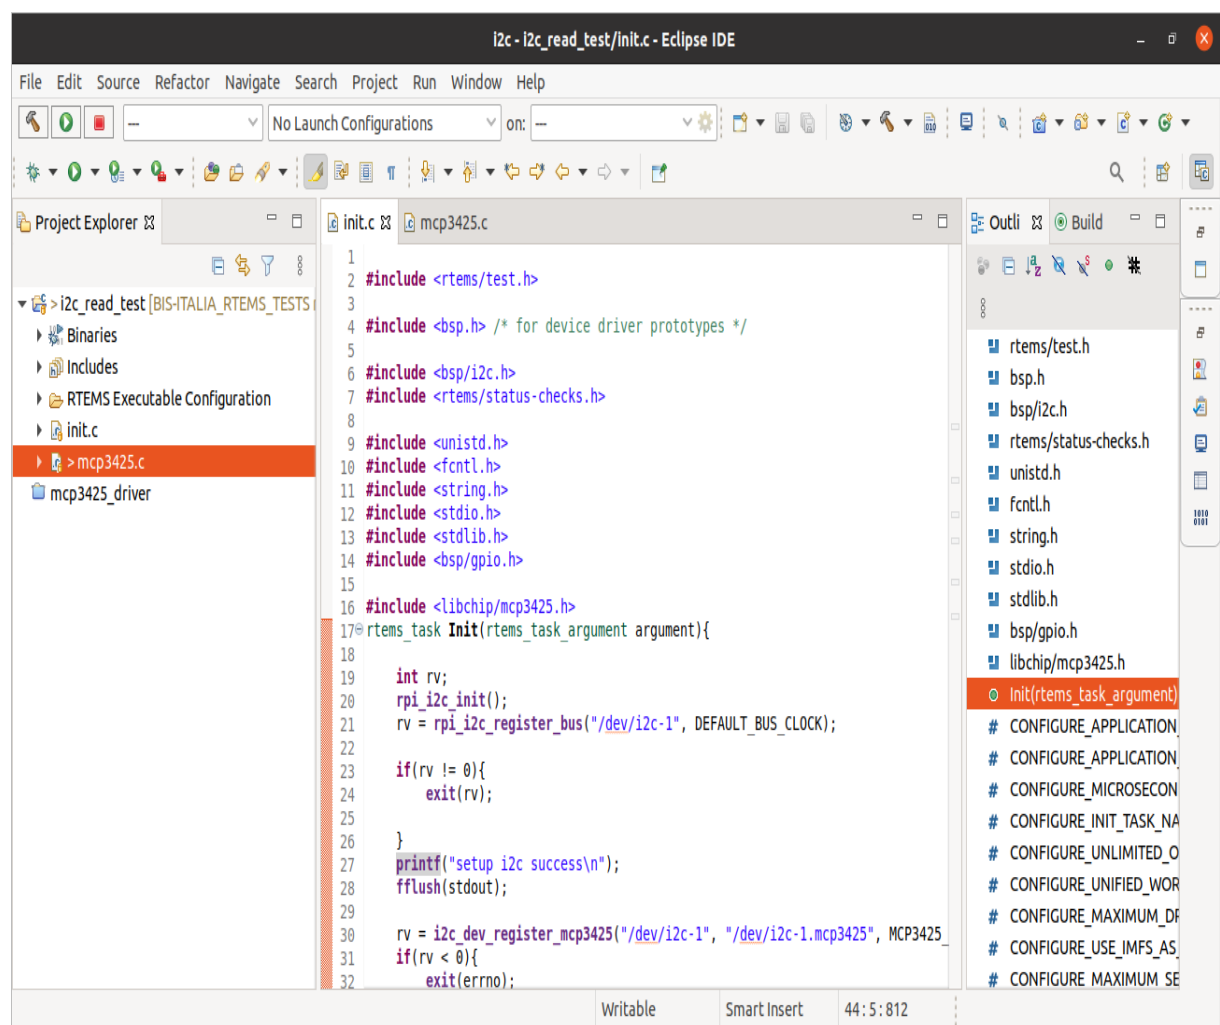 i2c - i2c_read_test/init.c - Eclipse IDE
File Edit Source Refactor Navigate Search Project Run Window Help
--- No Launch Configurations on: ---
Project Explorer
i2c_read_test [BIS-ITALIA_RTEMS_TESTS
Binaries
Includes
RTEMS Executable Configuration
init.c
> mcp3425.c
mcp3425_driver
init.c mcp3425.c
1
2 #include <rtems/test.h>
3
4 #include <bsp.h> /* for device driver prototypes */
5
6 #include <bsp/i2c.h>
7 #include <rtems/status-checks.h>
8
9 #include <unistd.h>
10 #include <fcntl.h>
11 #include <string.h>
12 #include <stdio.h>
13 #include <stdlib.h>
14 #include <bsp/gpio.h>
15
16 #include <libchip/mcp3425.h>
17 rtems_task Init(rtems_task_argument argument){
18
19 int rv;
20 rpi_i2c_init();
21 rv = rpi_i2c_register_bus("/dev/i2c-1", DEFAULT_BUS_CLOCK);
22
23 if(rv != 0){
24 exit(rv);
25
26 }
27 printf("setup i2c success\n");
28 fflush(stdout);
29
30 rv = i2c_dev_register_mcp3425("/dev/i2c-1", "/dev/i2c-1.mcp3425", MCP3425_
31 if(rv < 0){
32 exit(errno);
Outli Build
rtems/test.h
bsp.h
bsp/i2c.h
rtems/status-checks.h
unistd.h
fcntl.h
string.h
stdio.h
stdlib.h
bsp/gpio.h
libchip/mcp3425.h
Init(rtems_task_argument)
# CONFIGURE_APPLICATION_
# CONFIGURE_APPLICATION_
# CONFIGURE_MICROSECON
# CONFIGURE_INIT_TASK_NA
# CONFIGURE_UNLIMITED_O
# CONFIGURE_UNIFIED_WOR
# CONFIGURE_MAXIMUM_DR
# CONFIGURE_USE_IMFS_AS_
# CONFIGURE_MAXIMUM_SE
Writable Smart Insert 44 : 5 : 812